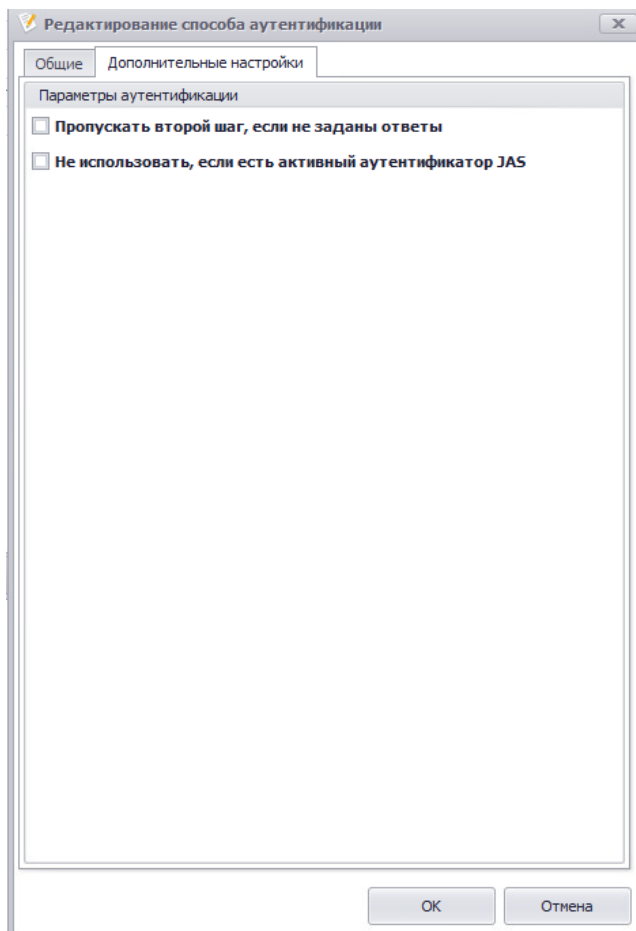 Редактирование способа аутентификации
Общие
Дополнительные настройки
Параметры аутентификации
Пропускать второй шаг, если не заданы ответы
Не использовать, если есть активный аутентификатор JAS
ОК
Отмена